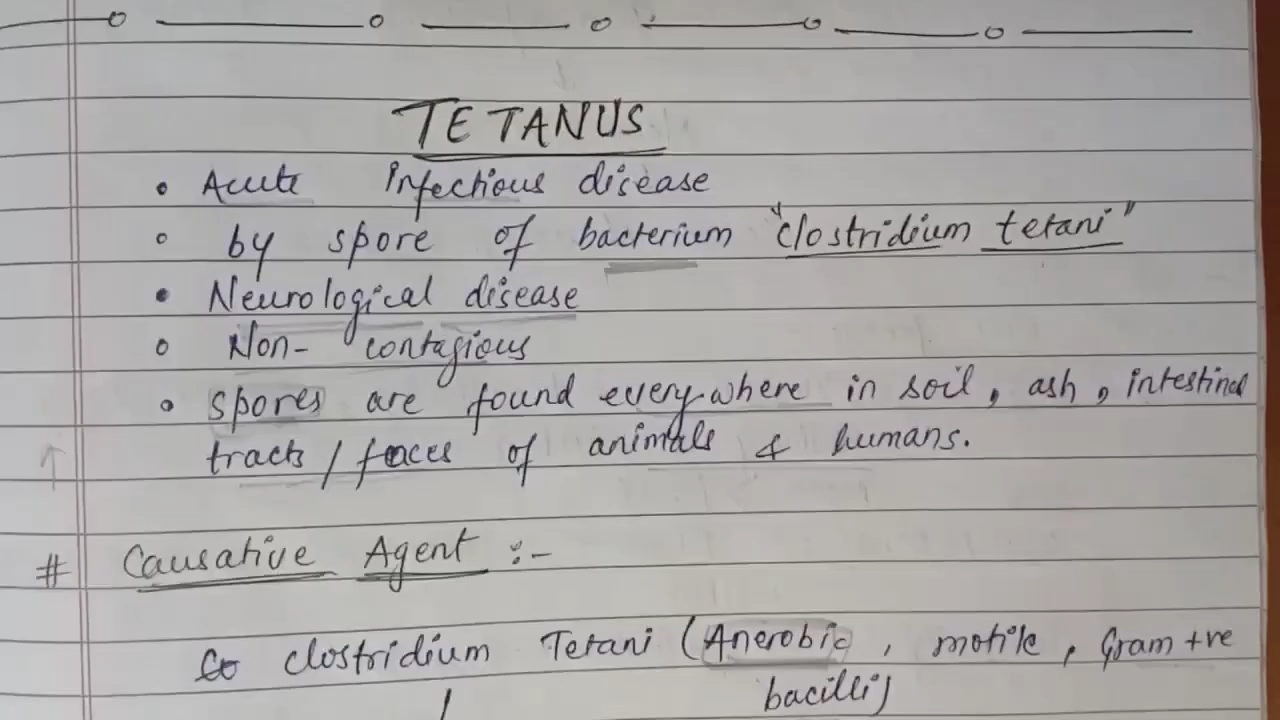 TETANUS
• Acute infectious disease
• by spore of bacterium "clostridium tetani"
• Neurological disease
• Non- contagious
• spores are found everywhere in soil, ash, intestinal
tracts / faces of animals & humans.
# Causative Agent :-
clostridium Tetani (Anerobic, motile, Gram +ve
bacilli)